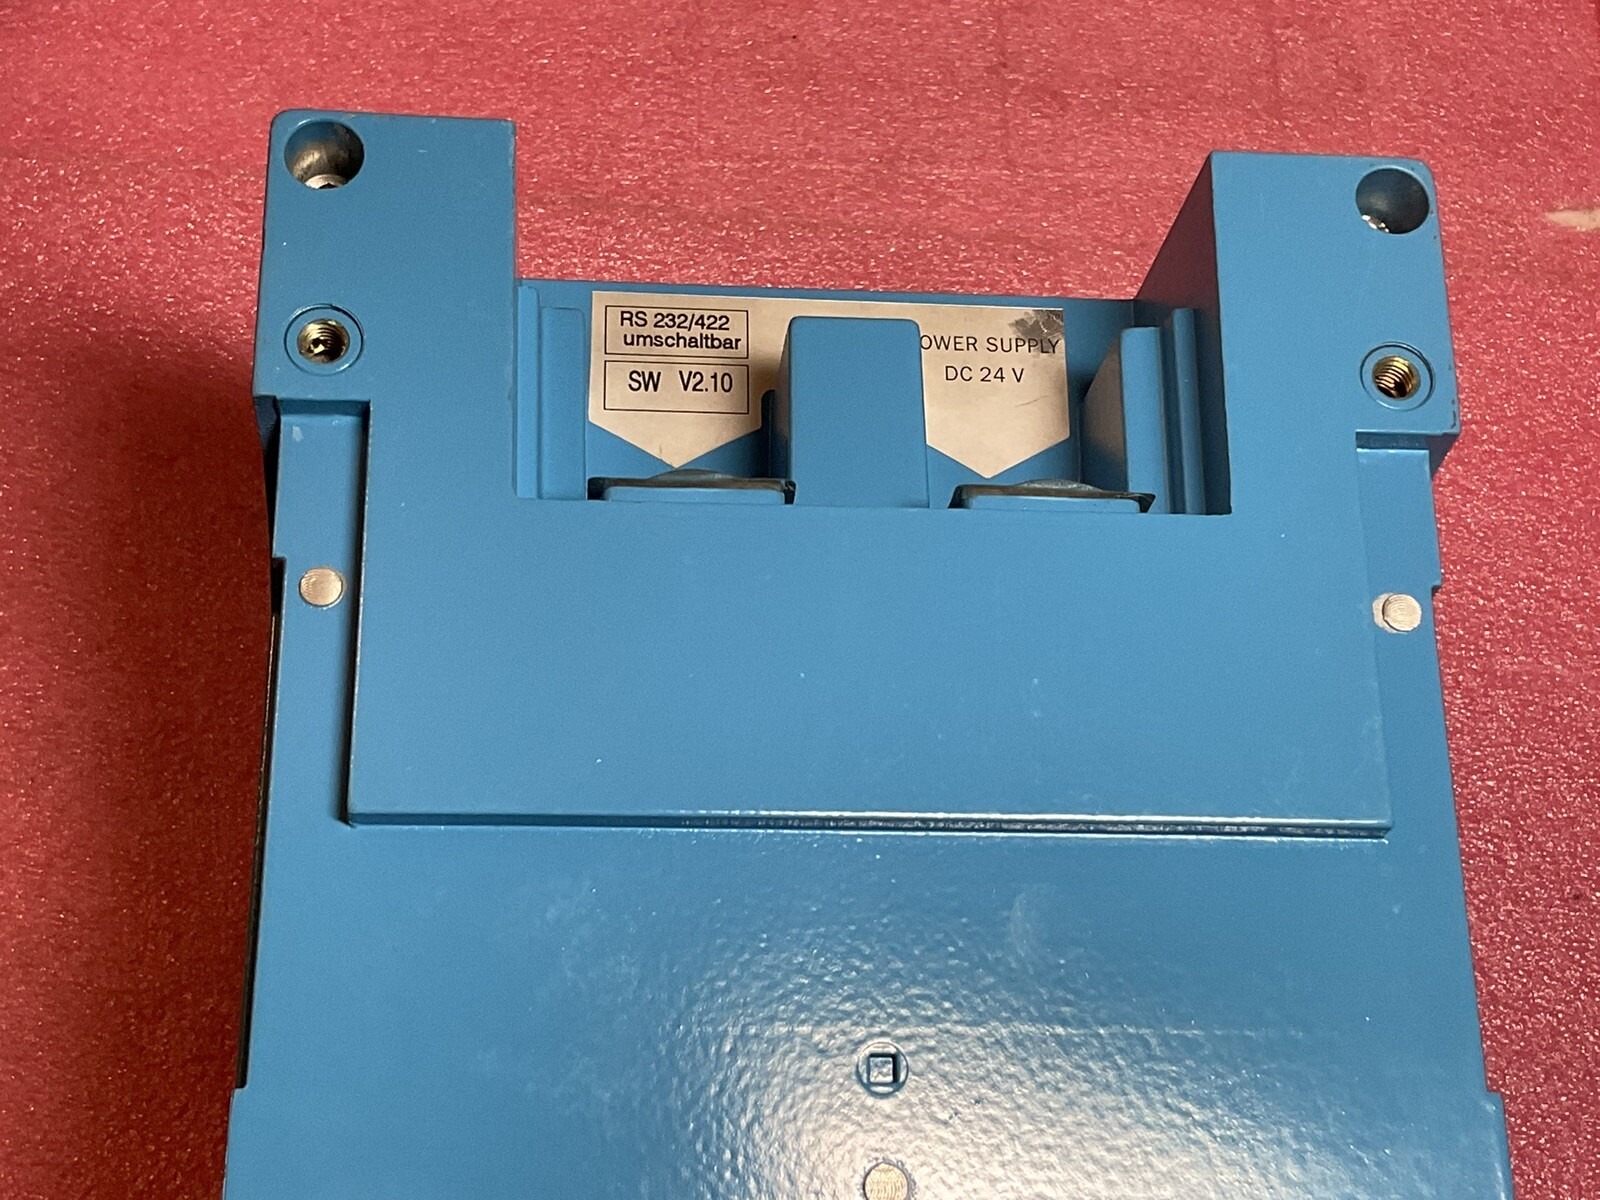 RS 232/422
umschaltbar
SW V2.10
OWER SUPPLY
DC 24 V